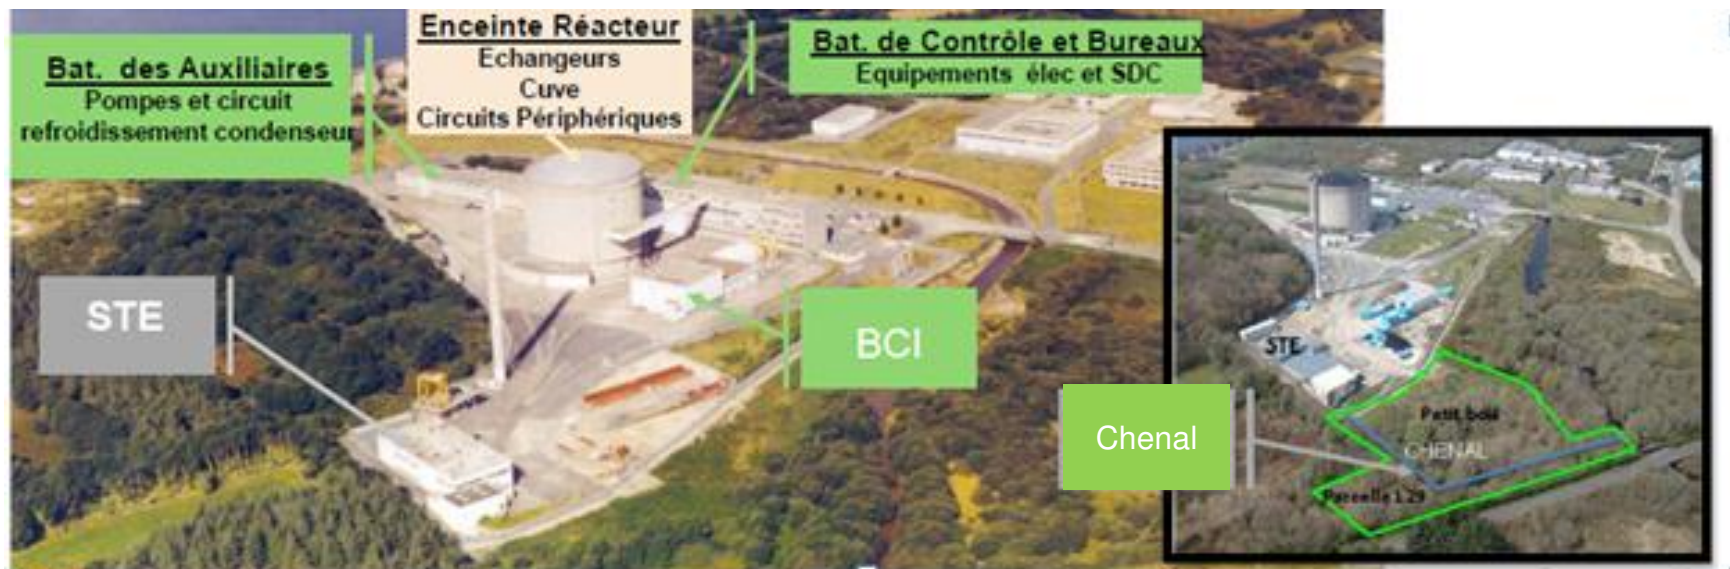 Bat. des Auxiliaires
Pompes et circuit
refroidissement condenseur
Enceinte Réacteur
Echangeurs
Cuve
Circuits Périphériques
Bat. de Contrôle et Bureaux
Equipements élec et SDC
STE
BCI
Chenal
STE
Petit bois
CHENAL
Parcelle 129